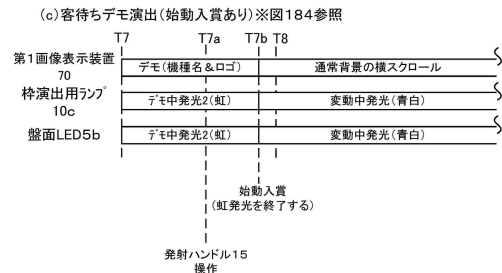 (c)客待ちデモ演出(始動入賞あり)※図184参照
T7 T7a T7b T8
第1画像表示装置
70
デモ(機種名&ロゴ) 通常背景の横スクロール
枠演出用ランプ
10c
デモ中発光2(虹) 変動中発光(青白)
盤面LED5b
デモ中発光2(虹) 変動中発光(青白)
始動入賞
(虹発光を終了する)
発射ハンドル15
操作